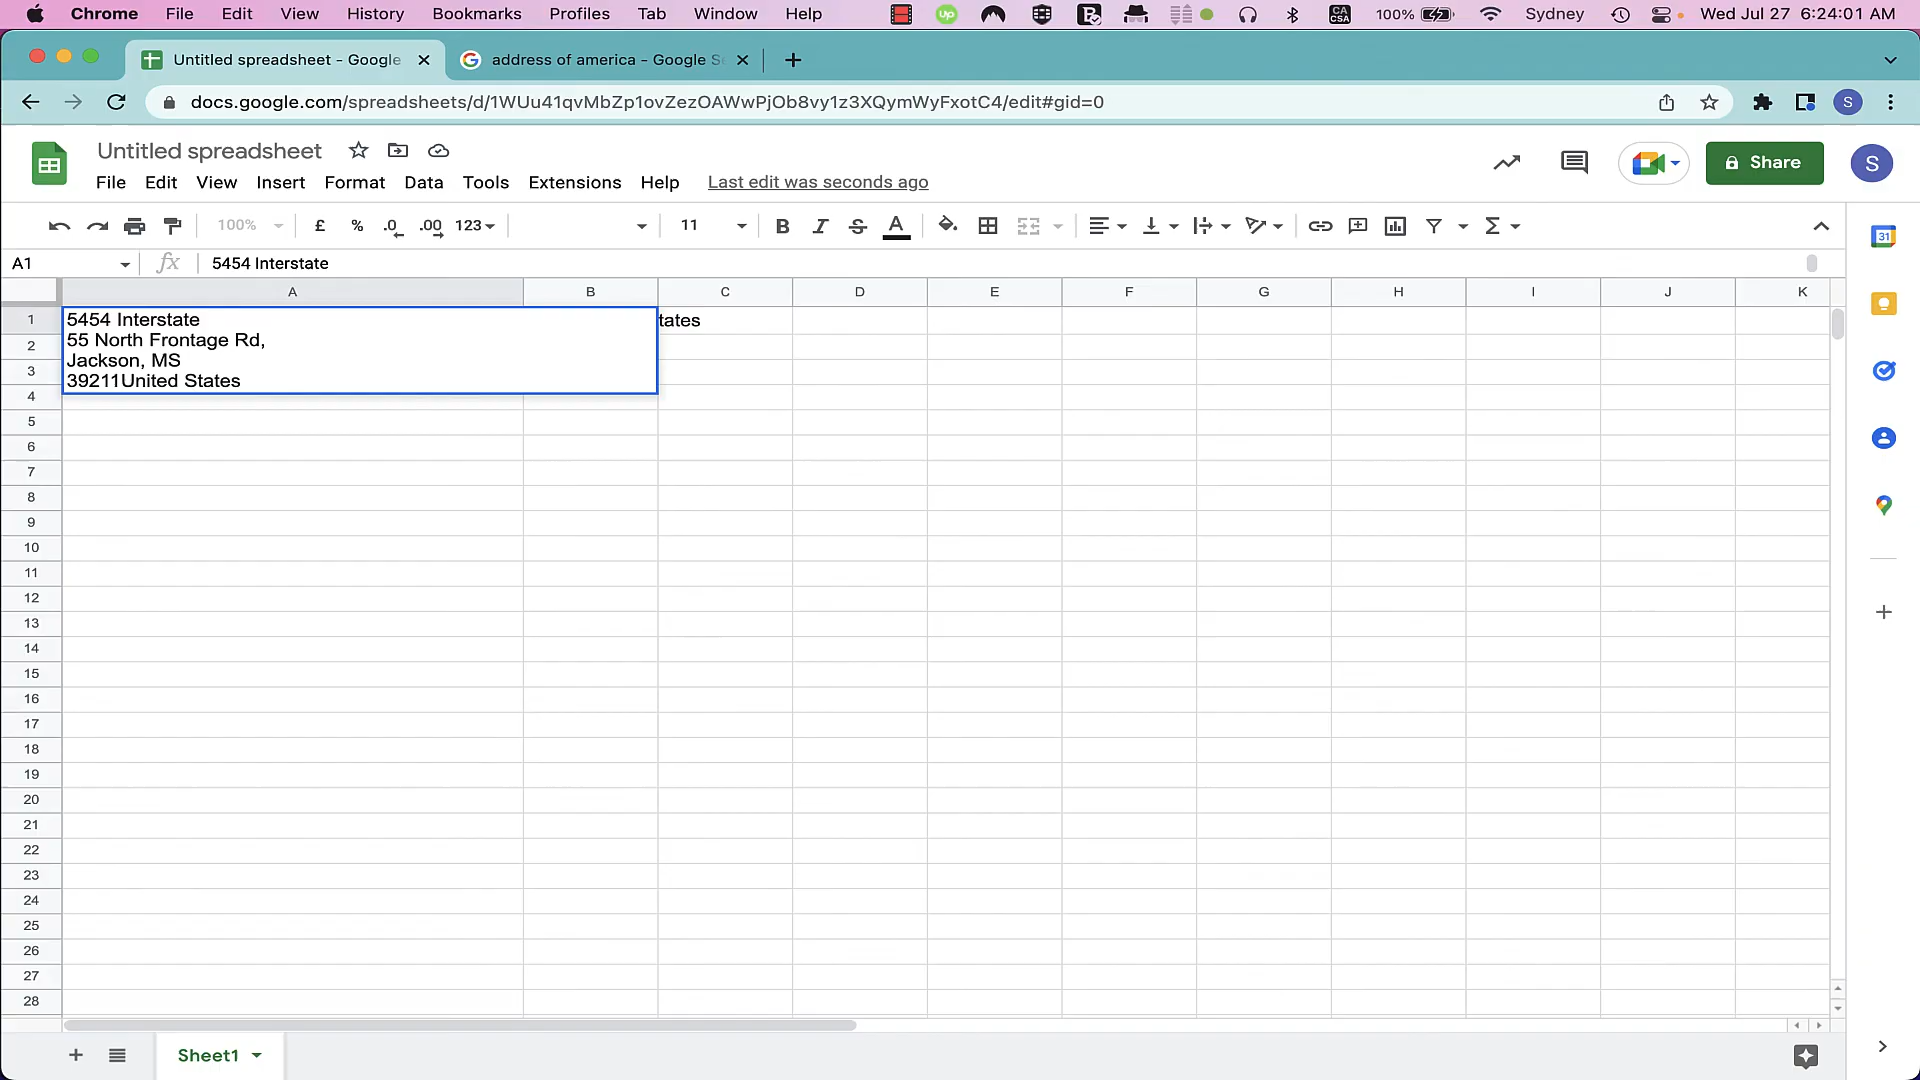 Chrome File Edit View History Bookmarks Profiles Tab Window Help Up CA CSA 100% Sydney Wed Jul 27 6:24:01 AM
Untitled spreadsheet - Google address of america - Google S
docs.google.com/spreadsheets/d/1WUu41qvMbZp1ovZezOAWwPjOb8vy1z3XQymWyFxotC4/edit#gid=0 S
Untitled spreadsheet
File Edit View Insert Format Data Tools Extensions Help Last edit was seconds ago
Share S
100% £ % .0 .00 123 11 B I S A Σ
31
A1 fx 5454 Interstate
A B C D E F G H I J K
1 5454 Interstate tates
55 North Frontage Rd,
2
Jackson, MS
3
39211United States
4
5
6
7
8
9
10
11
12
13
14
15
16
17
18
19
20
21
22
23
24
25
26
27
28
Sheet1